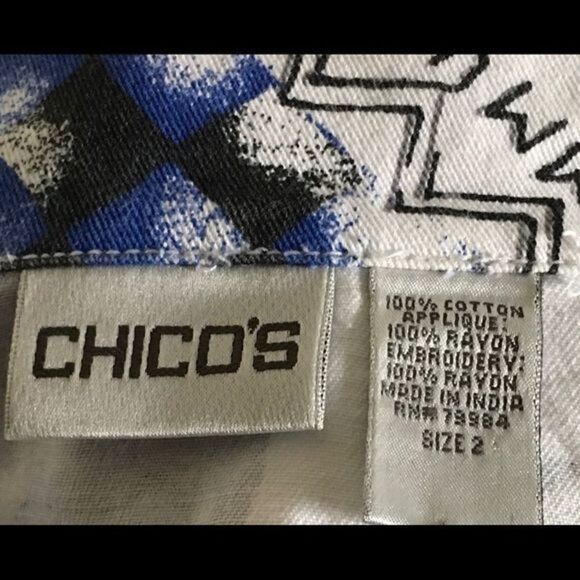 CHICO'S
100% COTTON
APPLIQUE:
100% RAYON
EMBROIDERY:
100% RAYON
MADE IN INDIA
RN# 79984
SIZE 2